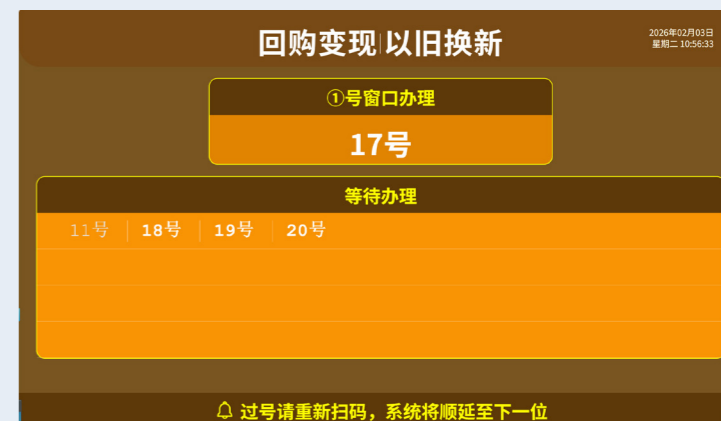 回购变现|以旧换新
2026年02月03日
星期二 10:56:33
①号窗口办理
17号
等待办理
11号 18号 19号 20号
过号请重新扫码，系统将顺延至下一位